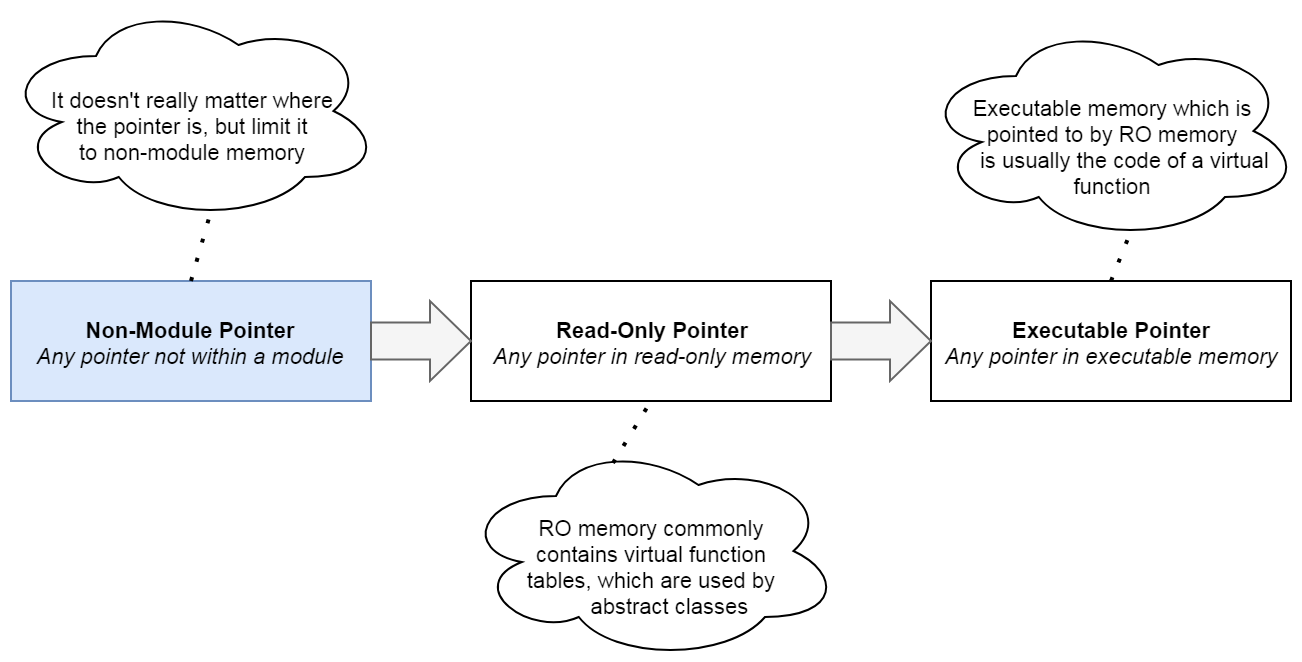 It doesn't really matter where
the pointer is, but limit it
to non-module memory
Executable memory which is
pointed to by RO memory
is usually the code of a virtual
function
Non-Module Pointer
Any pointer not within a module
Read-Only Pointer
Any pointer in read-only memory
Executable Pointer
Any pointer in executable memory
RO memory commonly
contains virtual function
tables, which are used by
abstract classes